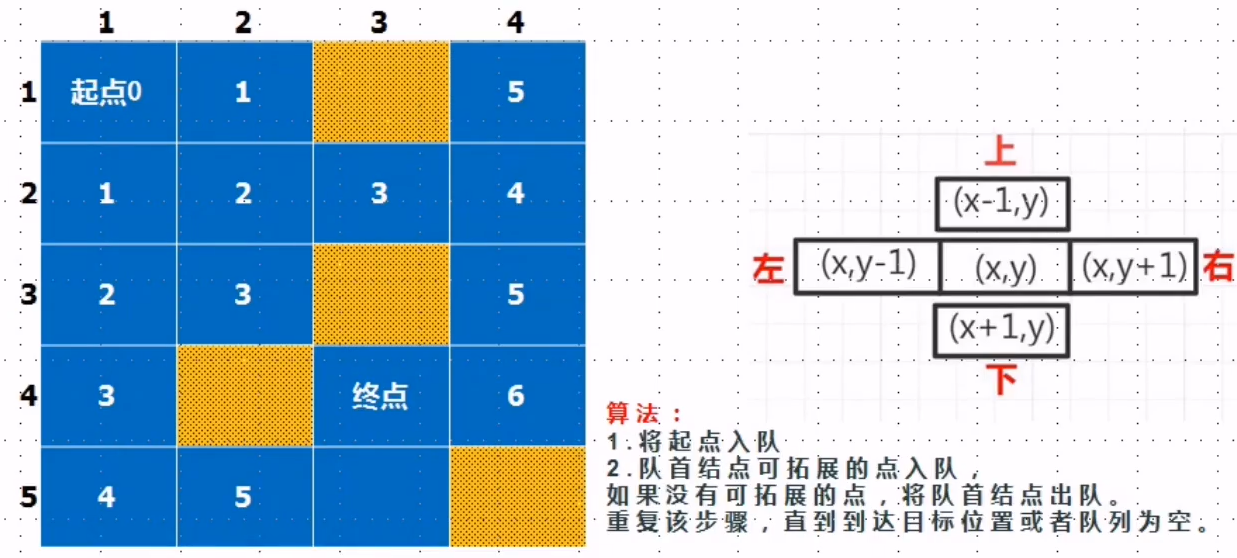 1 2 3 4
1 起点0 1 5
2 1 2 3 4
3 2 3 5
4 3 终点 6
5 4 5
上
(x-1,y)
左 (x,y-1) (x,y) (x,y+1) 右
(x+1,y)
下
算法：
1.将起点入队
2.队首结点可拓展的点入队，
如果没有可拓展的点，将队首结点出队。
重复该步骤，直到到达目标位置或者队列为空。